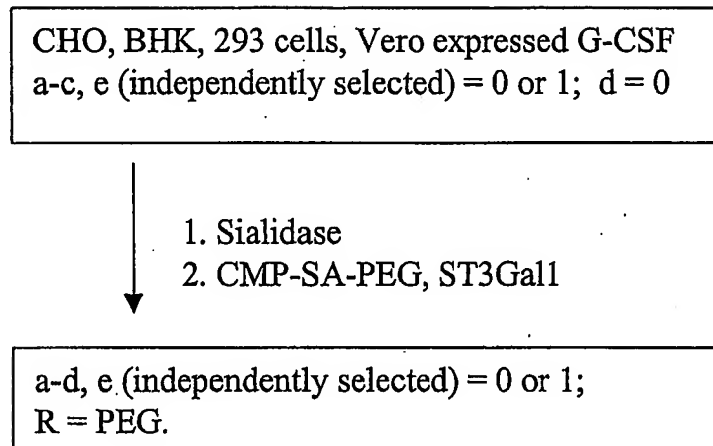 CHO, BHK, 293 cells, Vero expressed G-CSF
a-c, e (independently selected) = 0 or 1; d = 0
1. Sialidase
2. CMP-SA-PEG, ST3Gal1
a-d, e (independently selected) = 0 or 1;
R = PEG.